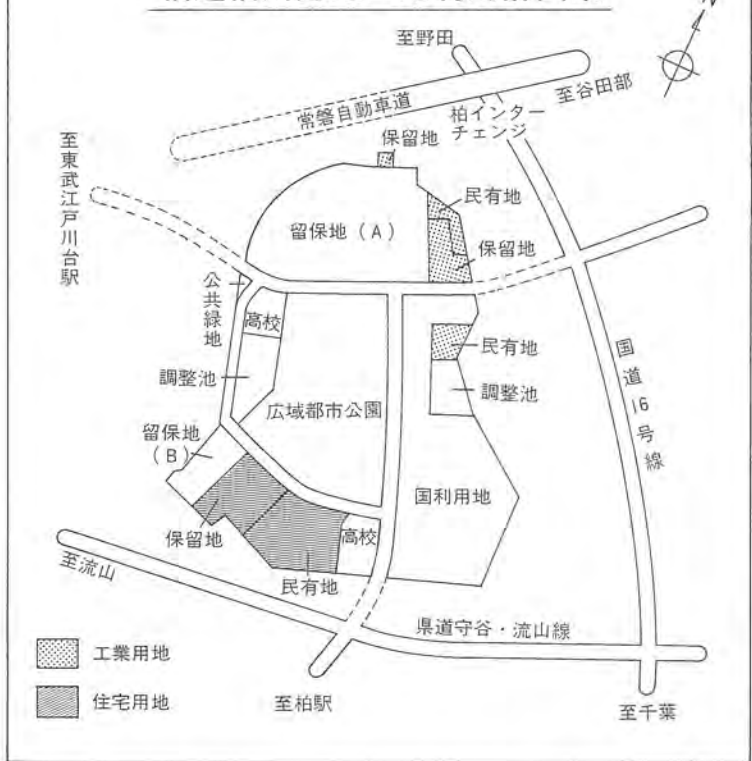 N
至野田
常磐自動車道
至谷田部
柏インター
チェンジ
保留地
至東武江戸川台駅
民有地
留保地(A)
保留地
公共緑地
高校
民有地
調整池
調整池
国道16号線
広域都市公園
留保地
(B)
国利用地
保留地
高校
民有地
至流山
県道守谷・流山線
工業用地
住宅用地
至柏駅
至千葉